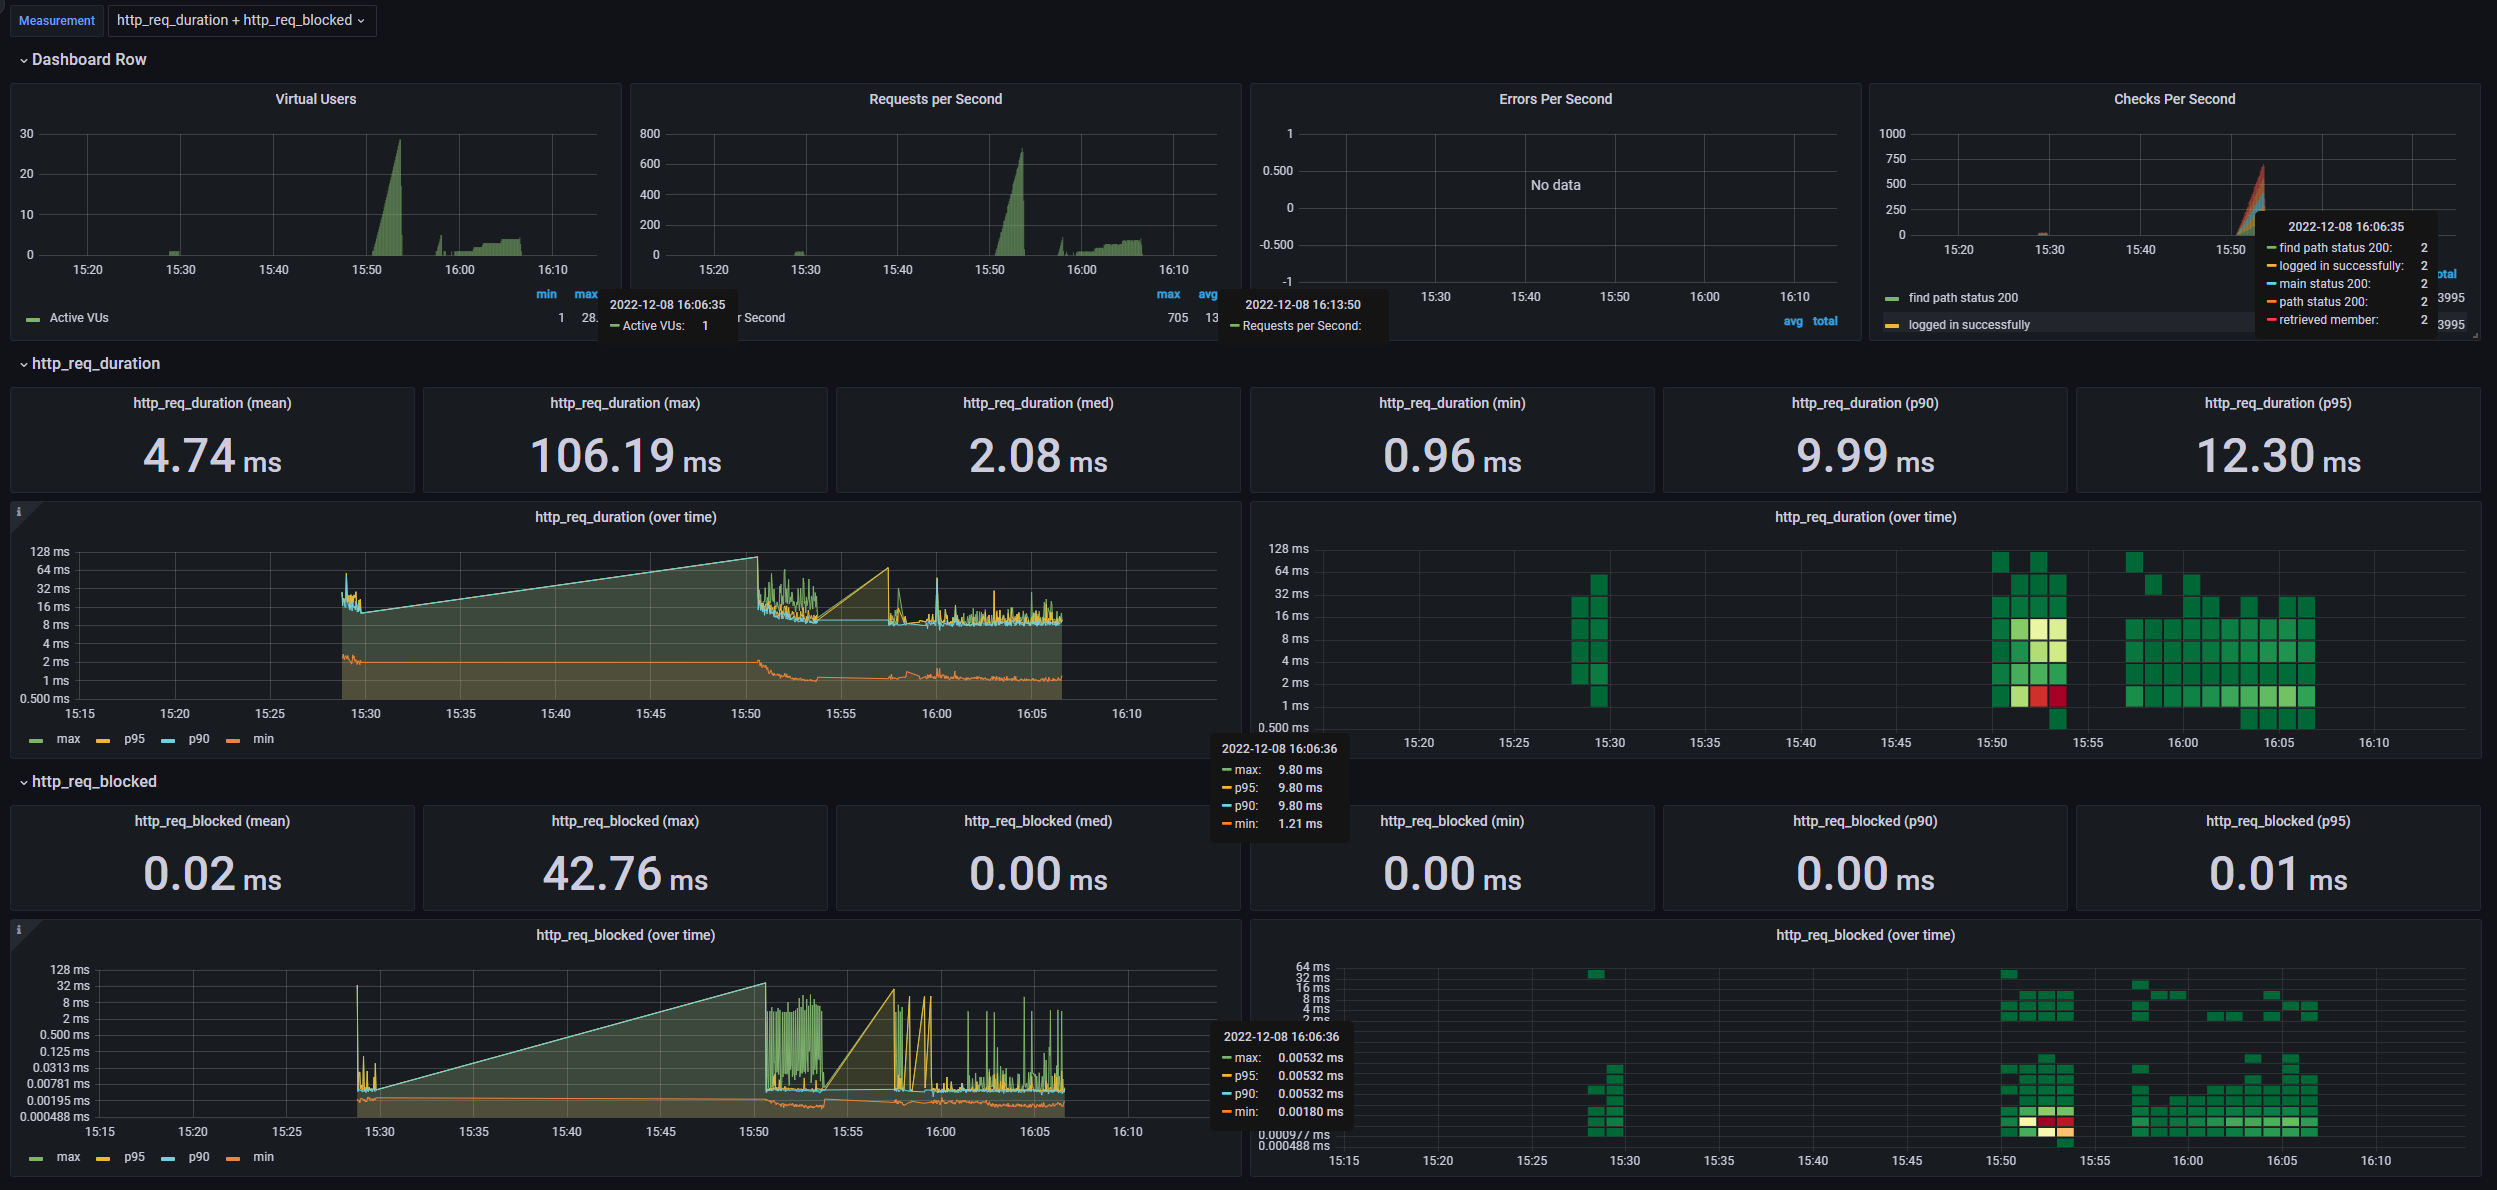 Measurement http_req_duration + http_req_blocked
Dashboard Row
Virtual Users
30
20
10
0
15:20 15:30 15:40 15:50 16:00 16:10
min max
Active VUs 1 28.
2022-12-08 16:06:35
Active VUs: 1
Requests per Second
800
600
400
200
0
15:20 15:30 15:40 15:50 16:00 16:10
max avg
r Second 705 13
2022-12-08 16:13:50
Requests per Second:
Errors Per Second
1
0.500
0
-0.500
-1
No data
15:30 15:40 15:50 16:00 16:10
avg total
Checks Per Second
1000
750
500
250
0
15:20 15:30 15:40 15:50
otal
find path status 200 3995
logged in successfully 3995
2022-12-08 16:06:35
find path status 200: 2
logged in successfully: 2
main status 200: 2
path status 200: 2
retrieved member: 2
http_req_duration
http_req_duration (mean)
4.74 ms
http_req_duration (max)
106.19 ms
http_req_duration (med)
2.08 ms
http_req_duration (min)
0.96 ms
http_req_duration (p90)
9.99 ms
http_req_duration (p95)
12.30 ms
http_req_duration (over time)
128 ms
64 ms
32 ms
16 ms
8 ms
4 ms
2 ms
1 ms
0.500 ms
15:15 15:20 15:25 15:30 15:35 15:40 15:45 15:50 15:55 16:00 16:05 16:10
max p95 p90 min
2022-12-08 16:06:36
max: 9.80 ms
p95: 9.80 ms
p90: 9.80 ms
min: 1.21 ms
http_req_duration (over time)
128 ms
64 ms
32 ms
16 ms
8 ms
4 ms
2 ms
1 ms
0.500 ms
15:20 15:25 15:30 15:35 15:40 15:45 15:50 15:55 16:00 16:05 16:10
http_req_blocked
http_req_blocked (mean)
0.02 ms
http_req_blocked (max)
42.76 ms
http_req_blocked (med)
0.00 ms
http_req_blocked (min)
0.00 ms
http_req_blocked (p90)
0.00 ms
http_req_blocked (p95)
0.01 ms
http_req_blocked (over time)
128 ms
32 ms
8 ms
2 ms
0.500 ms
0.125 ms
0.0313 ms
0.00781 ms
0.00195 ms
0.000488 ms
15:15 15:20 15:25 15:30 15:35 15:40 15:45 15:50 15:55 16:00 16:05 16:10
max p95 p90 min
2022-12-08 16:06:36
max: 0.00532 ms
p95: 0.00532 ms
p90: 0.00532 ms
min: 0.00180 ms
http_req_blocked (over time)
64 ms
32 ms
16 ms
8 ms
4 ms
2 ms
0.000977 ms
0.000488 ms
15:15 15:20 15:25 15:30 15:35 15:40 15:45 15:50 15:55 16:00 16:05 16:10